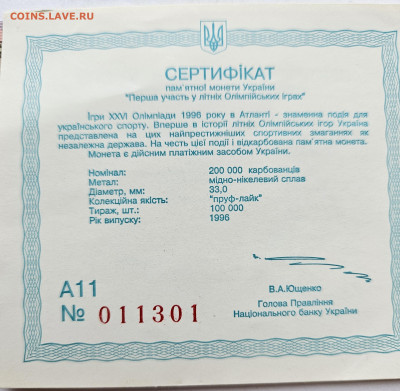 COINS.LAVE.RU
СЕРТИФІКАТ
пам'ятної монети України
"Перша участь у літніх Олімпійських іграх"
Ігри XXVI Олімпіади 1996 року в Атланті - знаменна подія для
українського спорту. Вперше в історії літніх Олімпійських ігор Україна
представлена на цих найпрестижніших спортивних змаганнях як
незалежна держава. На честь цієї події і відкарбована пам'ятна монета.
Монета є дійсним платіжним засобом України.
Номінал: 200 000 карбованців
Метал: мідно-нікелевий сплав
Діаметр, мм: 33,0
Колекційна якість: "пруф-лайк"
Тираж, шт.: 100 000
Рік випуску: 1996
В.А.Ющенко
А11
Голова Правління
№ 011301
Національного банку України